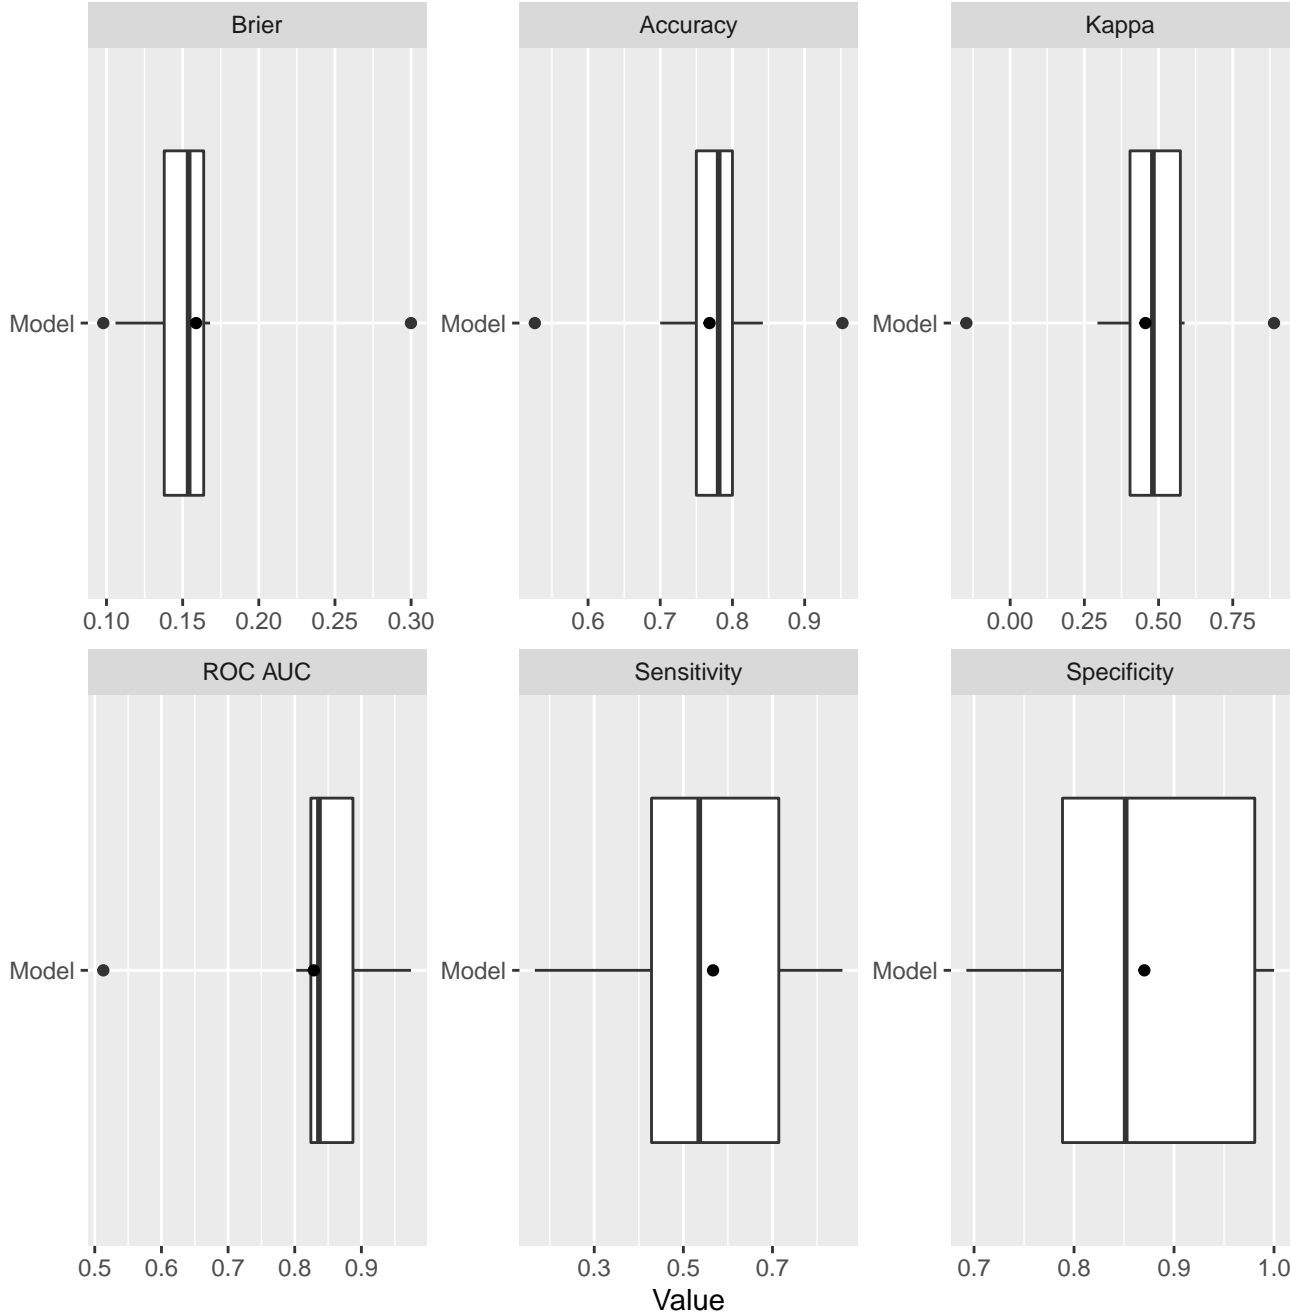 Brier Accuracy Kappa
Model Model Model
0.10 0.15 0.20 0.25 0.30 0.6 0.7 0.8 0.9 0.00 0.25 0.50 0.75
ROC AUC Sensitivity Specificity
Model Model Model
0.5 0.6 0.7 0.8 0.9 0.3 0.5 0.7 0.7 0.8 0.9 1.0
Value